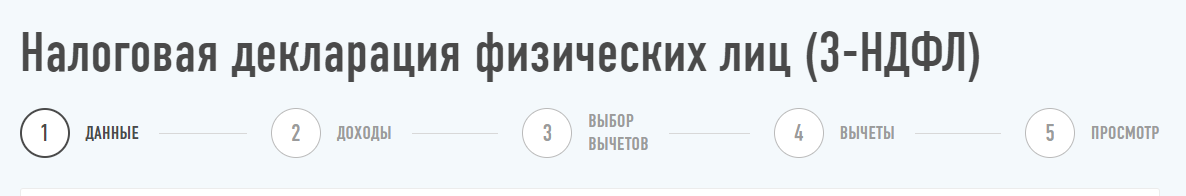 Налоговая декларация физических лиц (3-НДФЛ)
1 ДАННЫЕ
2 ДОХОДЫ
3 ВЫБОР
ВЫЧЕТОВ
4 ВЫЧЕТЫ
5 ПРОСМОТР